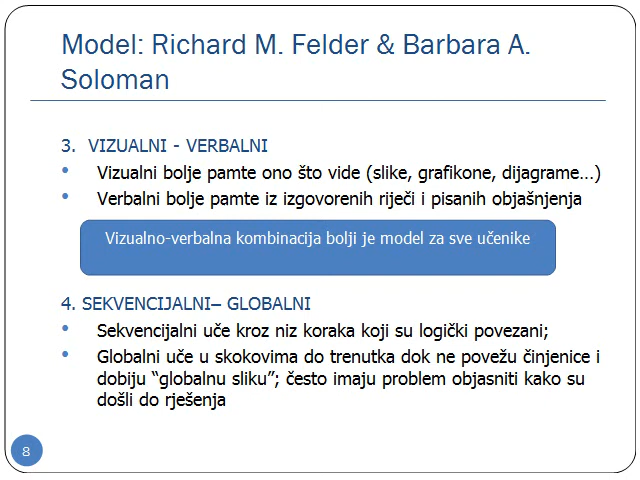 Model: Richard M. Felder & Barbara A.
Soloman
3. VIZUALNI - VERBALNI
• Vizualni bolje pamte ono što vide (slike, grafikone, dijagrame…)
• Verbalni bolje pamte iz izgovorenih riječi i pisanih objašnjenja
Vizualno-verbalna kombinacija bolji je model za sve učenike
4. SEKVENCIJALNI– GLOBALNI
• Sekvencijalni uče kroz niz koraka koji su logički povezani;
• Globalni uče u skokovima do trenutka dok ne povežu činjenice i
dobiju “globalnu sliku”; često imaju problem objasniti kako su
došli do rješenja
8